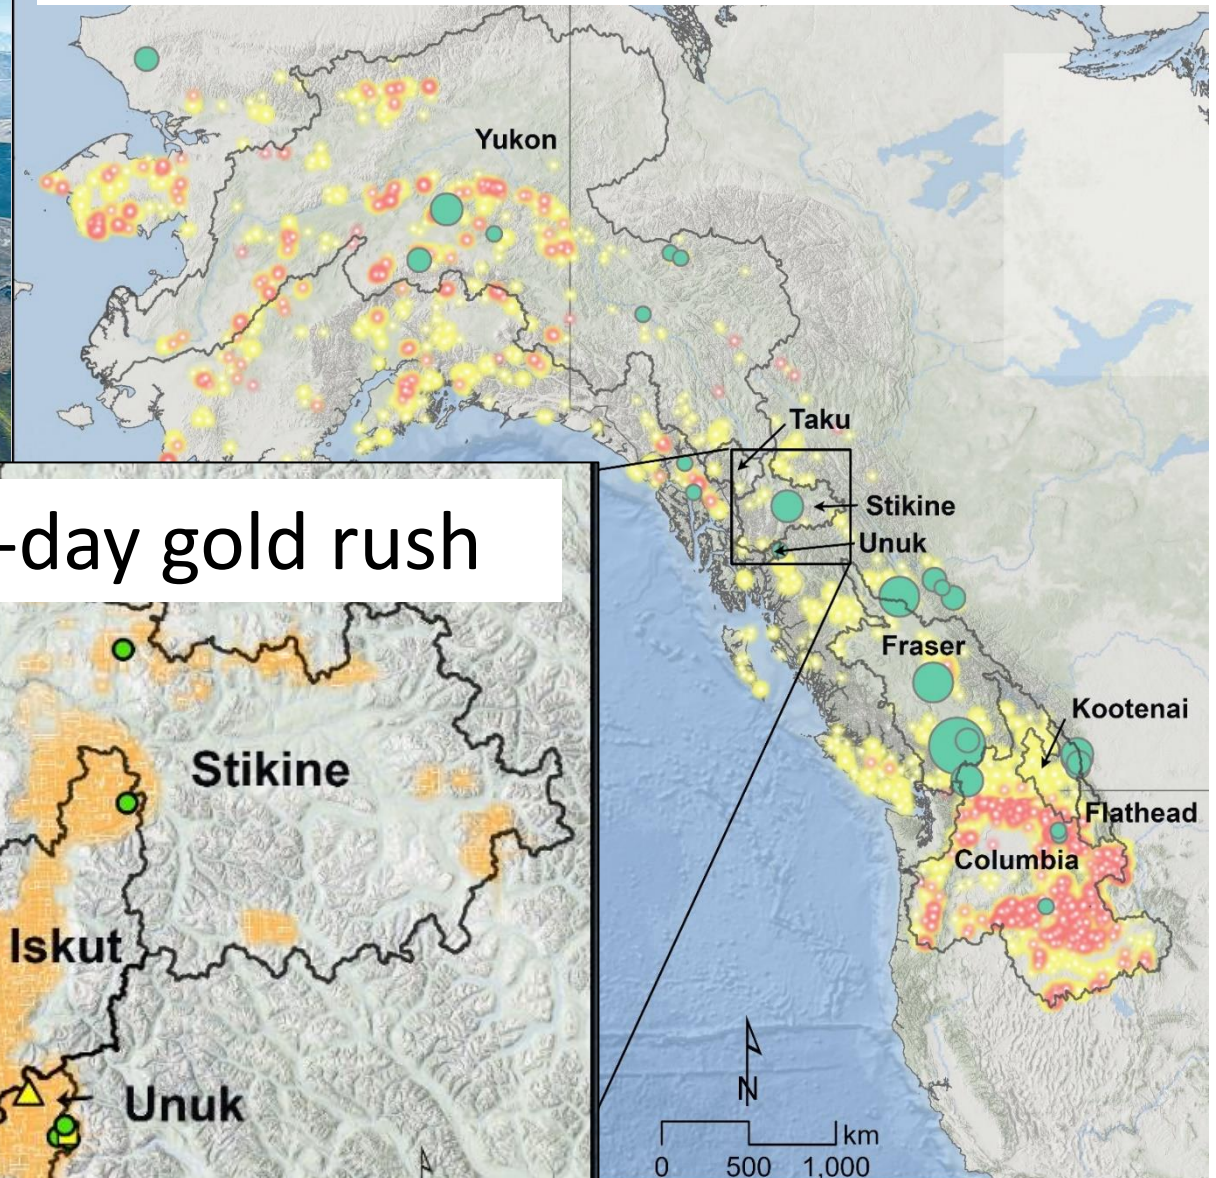 Yukon
Taku
Stikine
Unuk
-day gold rush
Fraser
Kootenai
Stikine
Flathead
Columbia
Iskut
Unuk
N
km
0 500 1,000